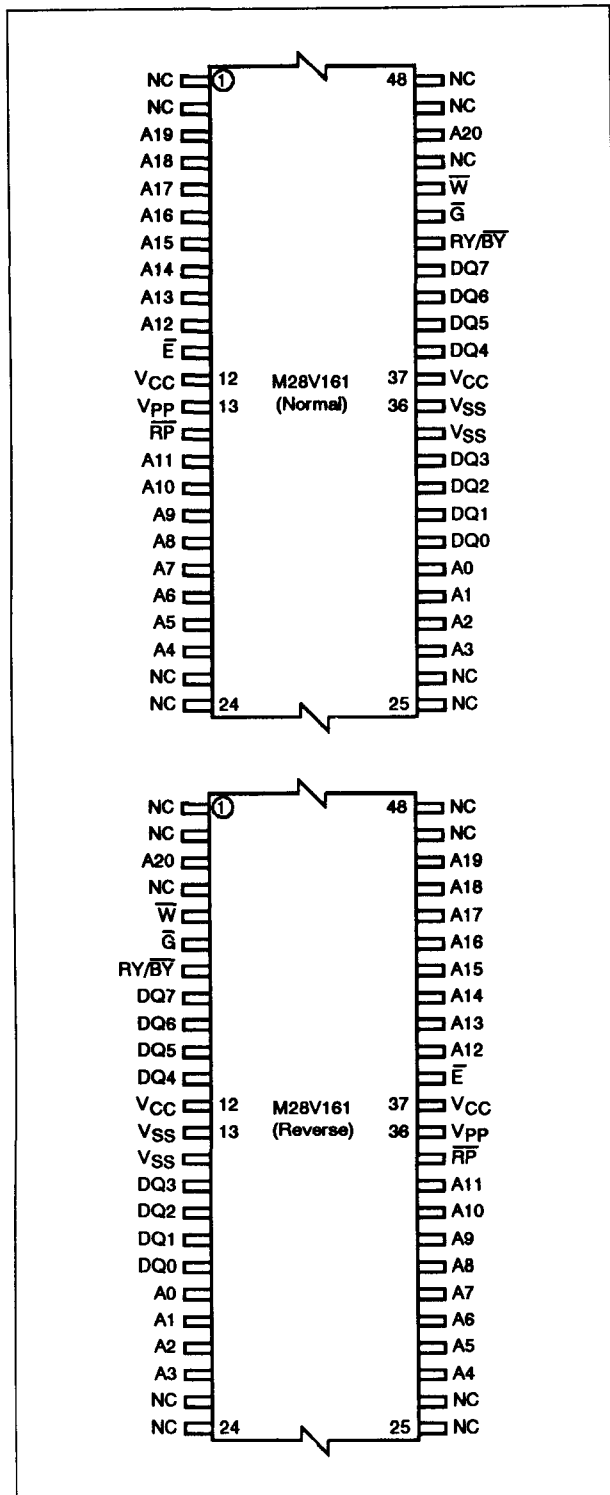 NC 1 48 NC
NC NC
A19 A20
A18 NC
A17 W̅
A16 G̅
A15 RY/B̅Y̅
A14 DQ7
A13 DQ6
A12 DQ5
E̅ DQ4
VCC 12 M28V161 37 VCC
VPP 13 (Normal) 36 VSS
R̅P̅ VSS
A11 DQ3
A10 DQ2
A9 DQ1
A8 DQ0
A7 A0
A6 A1
A5 A2
A4 A3
NC NC
NC 24 25 NC
NC 1 48 NC
NC NC
A20 A19
NC A18
W̅ A17
G̅ A16
RY/B̅Y̅ A15
DQ7 A14
DQ6 A13
DQ5 A12
DQ4 E̅
VCC 12 M28V161 37 VCC
VSS 13 (Reverse) 36 VPP
VSS R̅P̅
DQ3 A11
DQ2 A10
DQ1 A9
DQ0 A8
A0 A7
A1 A6
A2 A5
A3 A4
NC NC
NC 24 25 NC